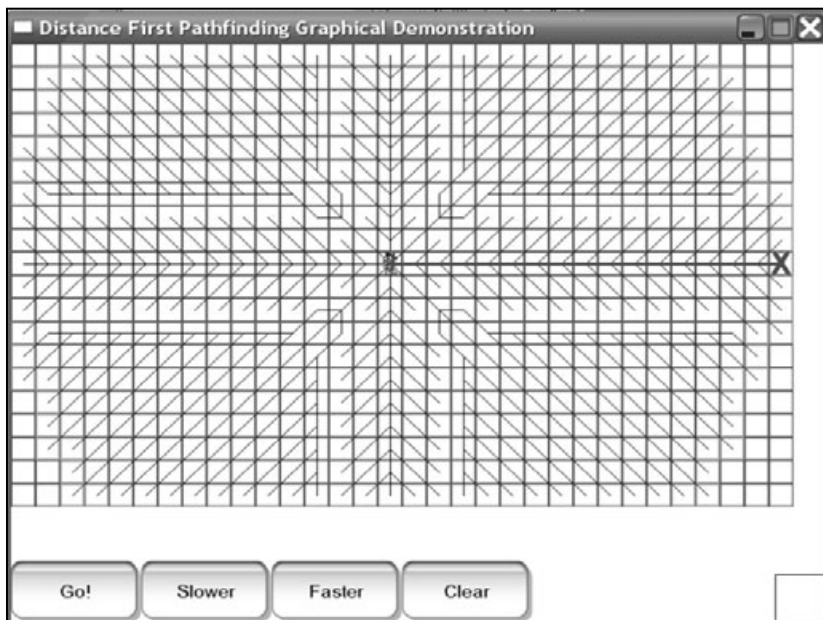 Distance First Pathfinding Graphical Demonstration
X
Go!
Slower
Faster
Clear